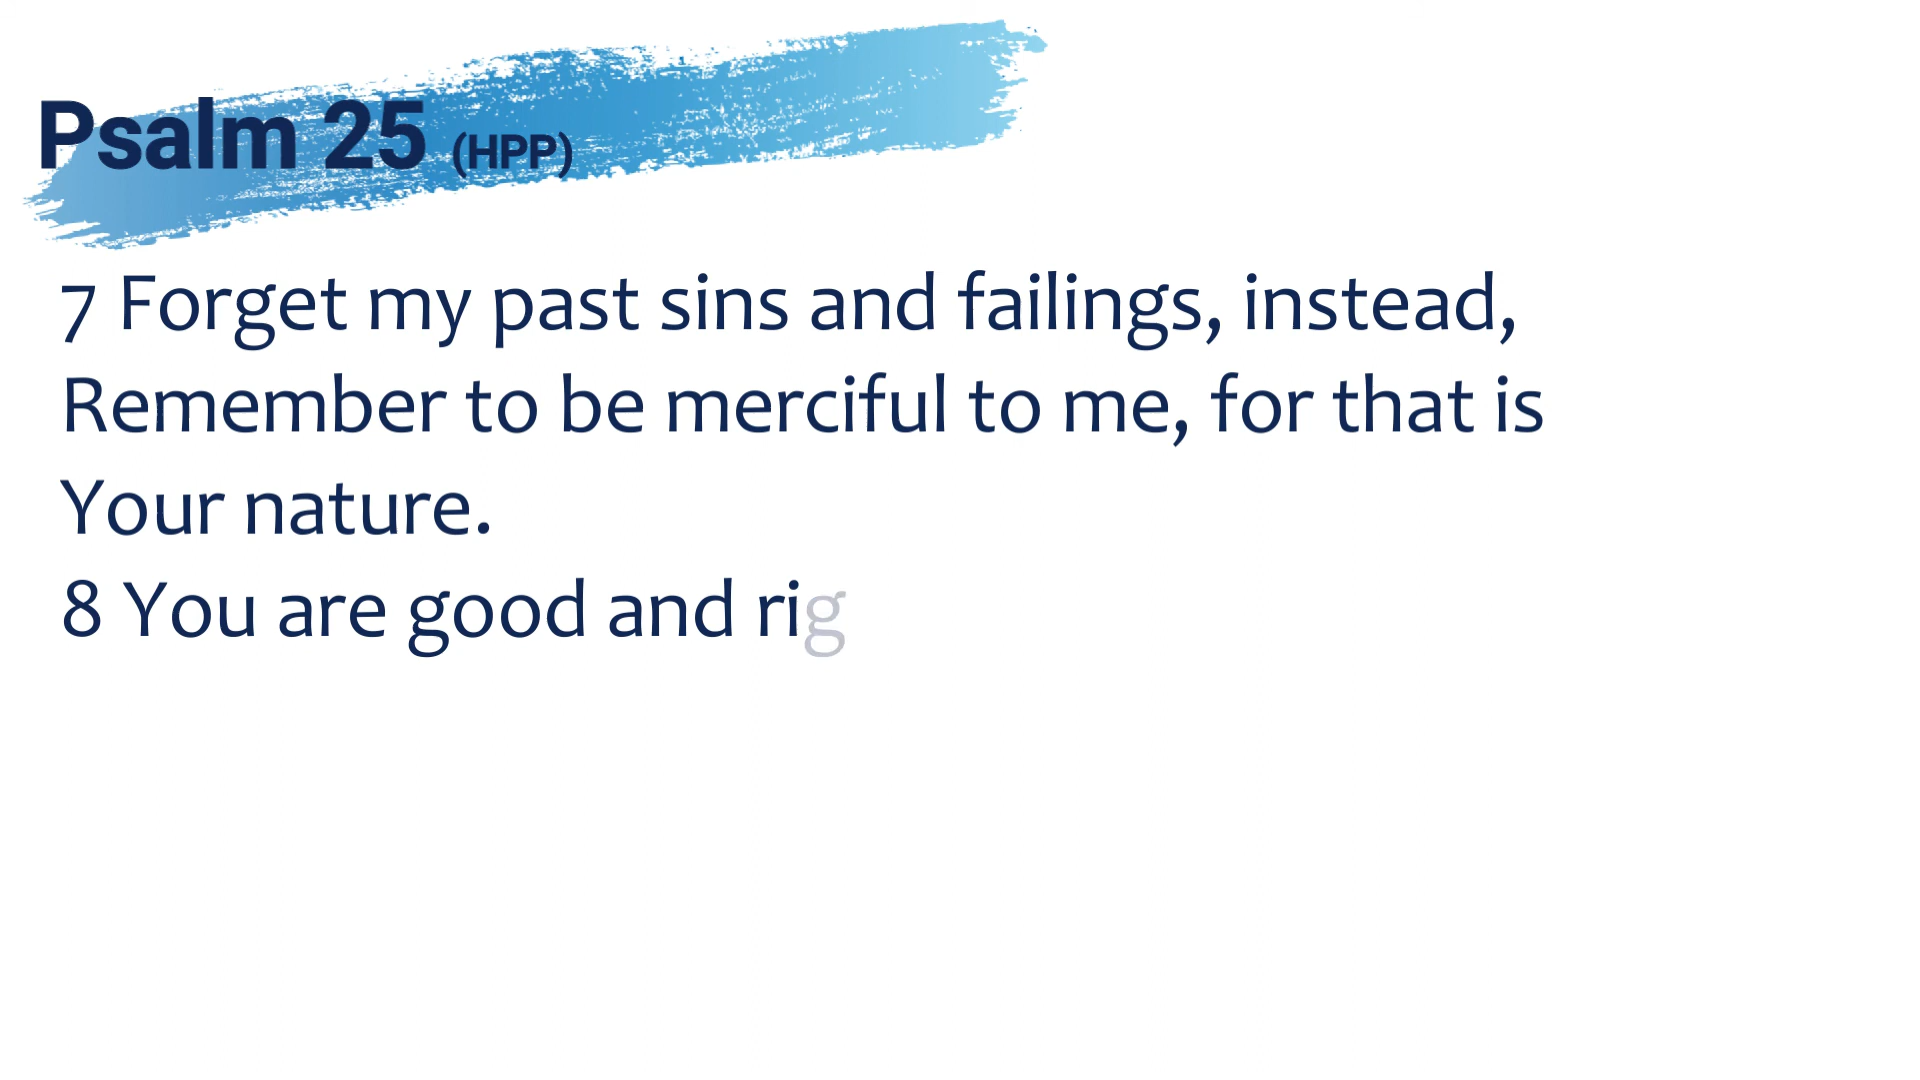 Psalm 25 (HPP)
7 Forget my past sins and failings, instead,
Remember to be merciful to me, for that is
Your nature.
8 You are good and rig